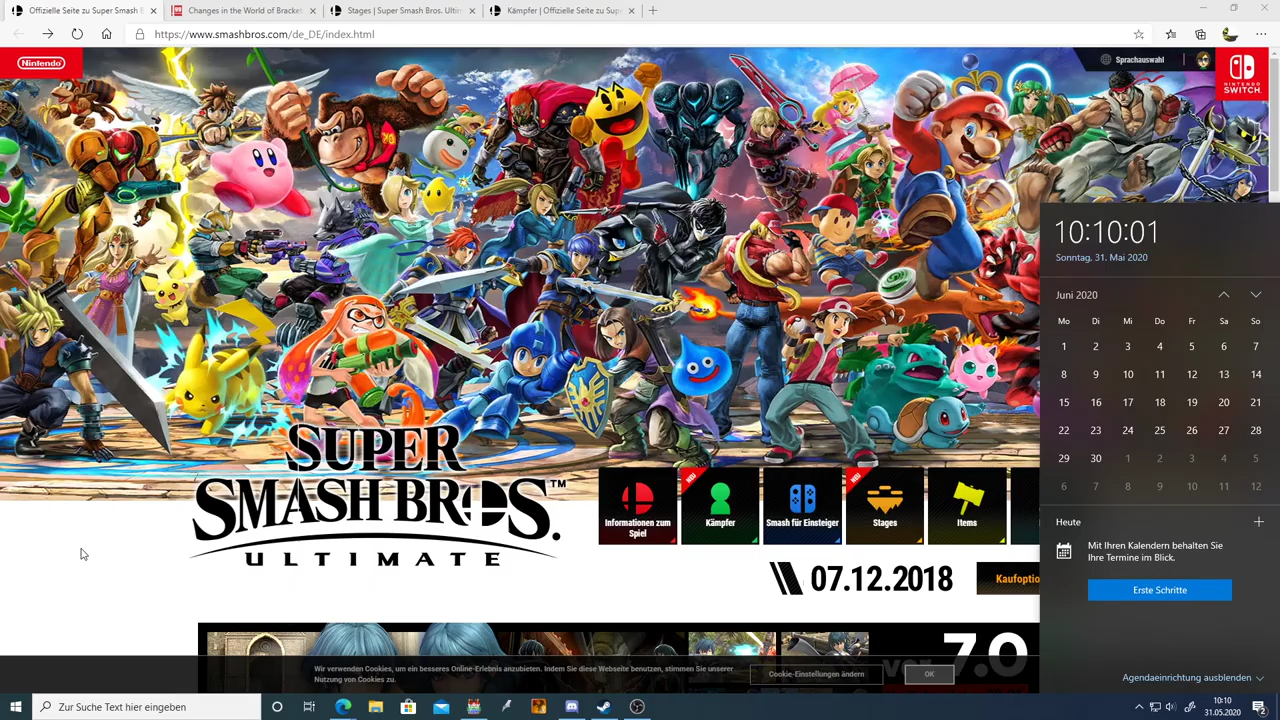 Offizielle Seite zu Super Smash B
Changes in the World of Bracket
Stages | Super Smash Bros. Ultim
Kämpfer | Offizielle Seite zu Sup
https://www.smashbros.com/de_DE/index.html
Nintendo
Sprachauswahl
NINTENDO
SWITCH
10:10:01
Sonntag, 31. Mai 2020
Juni 2020
Mo Di Mi Do Fr Sa So
1 2 3 4 5 6 7
8 9 10 11 12 13 14
15 16 17 18 19 20 21
22 23 24 25 26 27 28
29 30 1 2 3 4 5
6 7 8 9 10 11 12
SUPER
SMASH BROS.™
ULTIMATE
Informationen zum
Spiel
NEU
Kämpfer
Smash für Einsteiger
NEU
Stages
Items
07.12.2018
Kaufoptio
Heute
Mit Ihren Kalendern behalten Sie
Ihre Termine im Blick.
Erste Schritte
ver. 7.0
Wir verwenden Cookies, um ein besseres Online-Erlebnis anzubieten. Indem Sie diese Webseite benutzen, stimmen Sie unserer
Nutzung von Cookies zu.
Cookie-Einstellungen ändern
OK
Agendaeinrichtung ausblenden
Zur Suche Text hier eingeben
10:10
31.05.2020
2